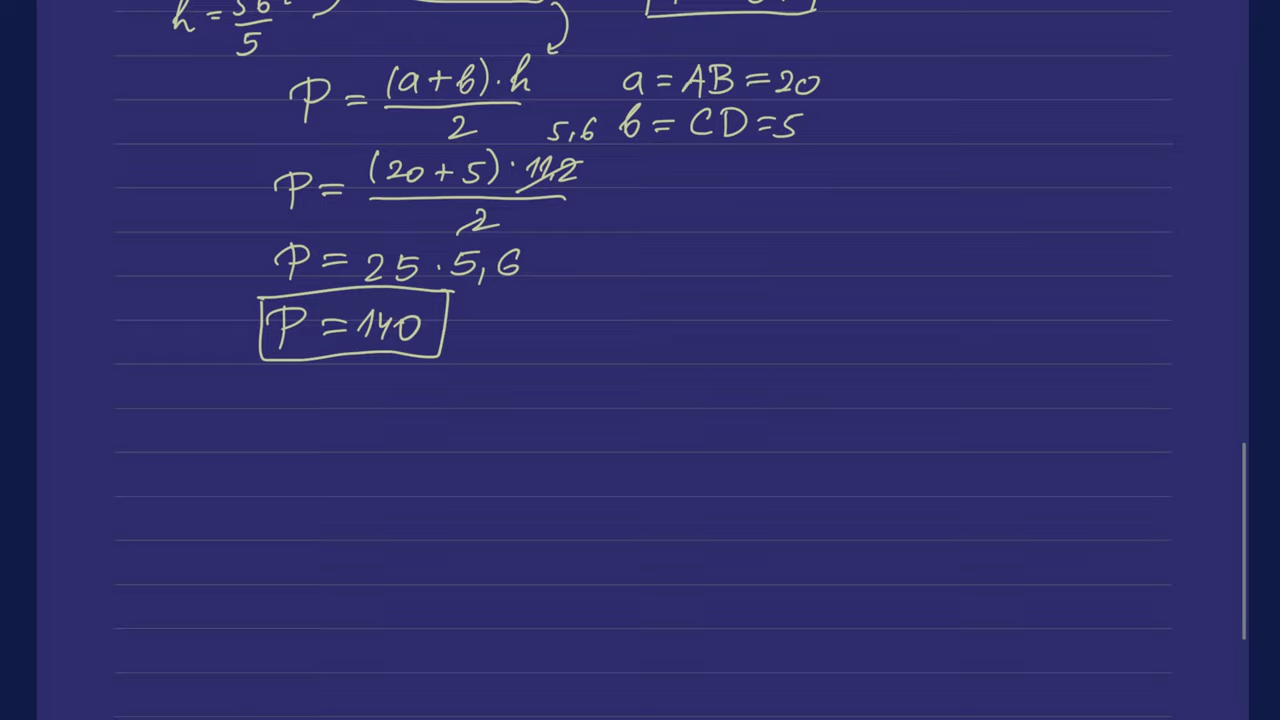 h = 56/5
P = (a+b)·h / 2
a = AB = 20
b = CD = 5
5,6
P = (20+5)·11,2 / 2
P = 25·5,6
P = 140